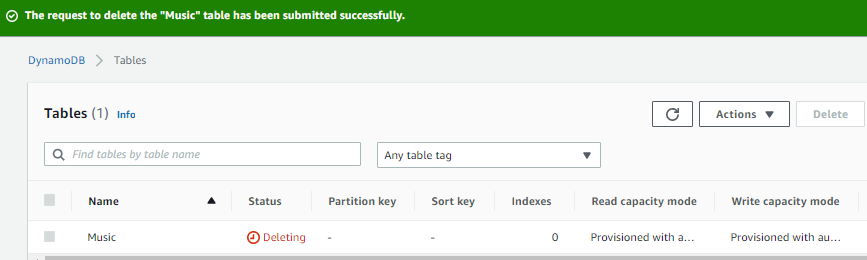 The request to delete the "Music" table has been submitted successfully.
DynamoDB > Tables
Tables (1) Info
Actions ▼ Delete
Find tables by table name Any table tag ▼
Name ▲ Status Partition key Sort key Indexes Read capacity mode Write capacity mode
Music Deleting - - 0 Provisioned with a... Provisioned with au...